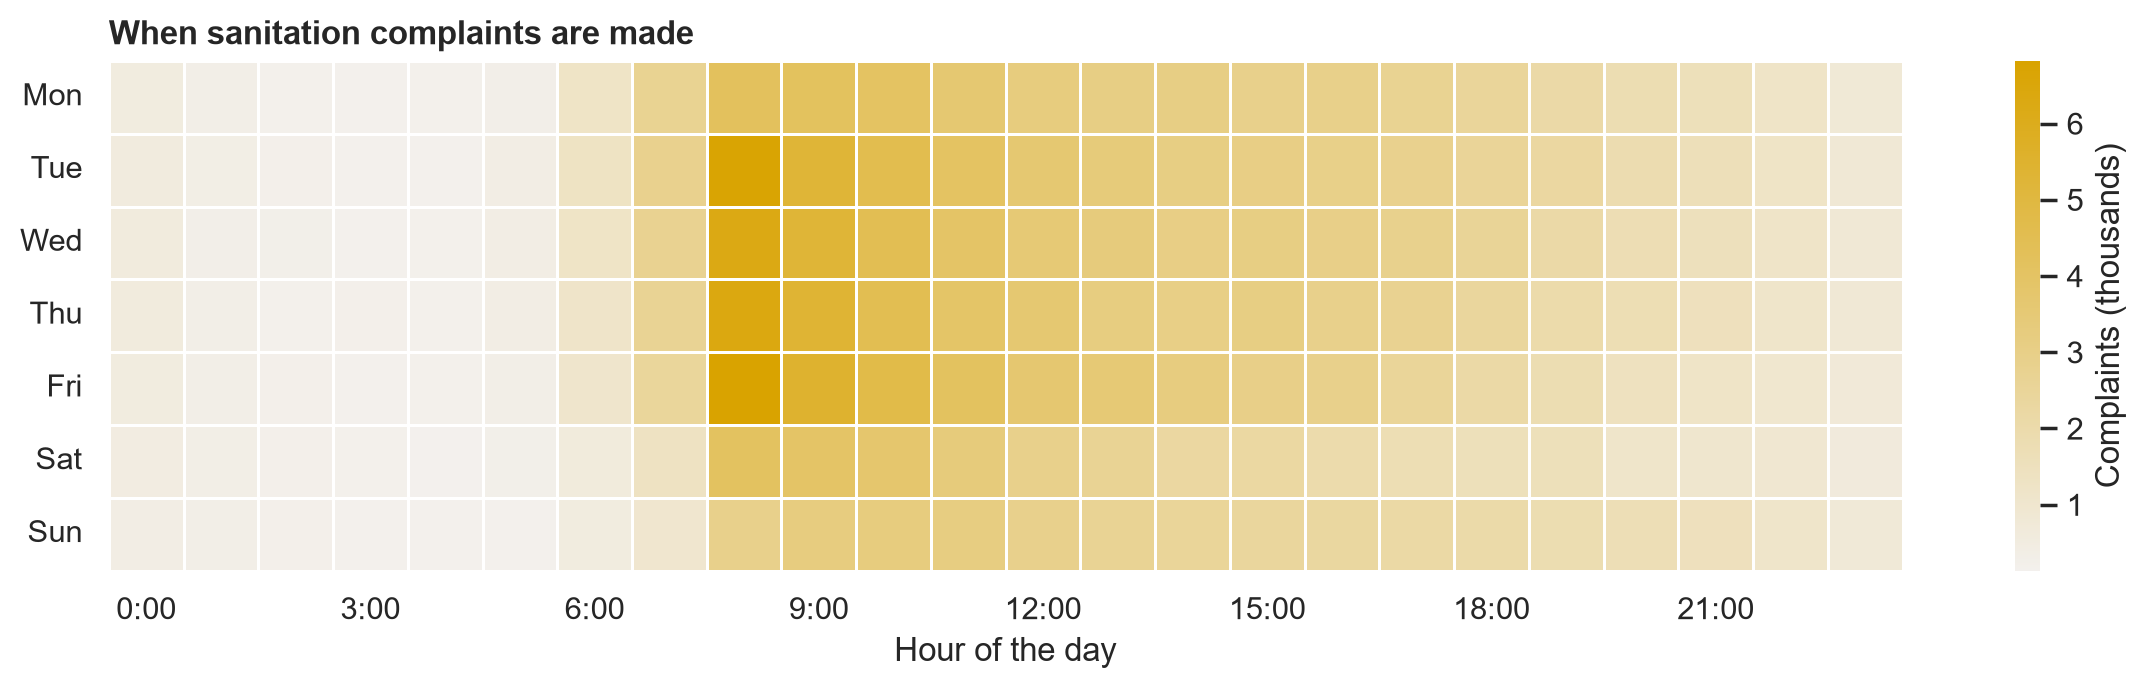 When sanitation complaints are made
Mon
Tue
Wed
Thu
Fri
Sat
Sun
0:00 3:00 6:00 9:00 12:00 15:00 18:00 21:00
Hour of the day
6
5
4
3
2
1
Complaints (thousands)